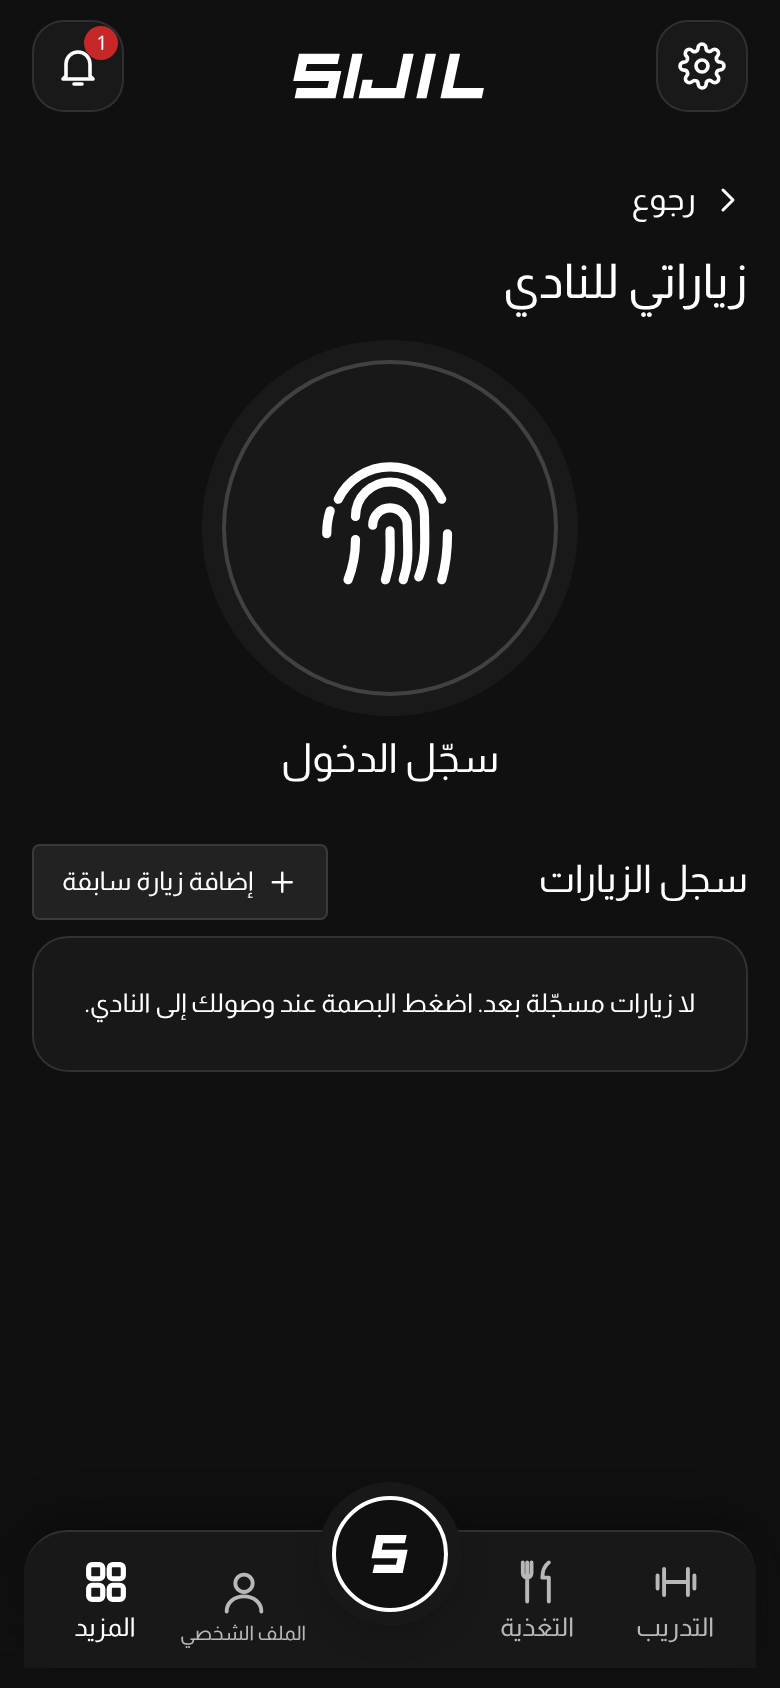 1
SIJIL
رجوع
زياراتي للنادي
سجّل الدخول
سجل الزيارات
إضافة زيارة سابقة
لا زيارات مسجّلة بعد. اضغط البصمة عند وصولك إلى النادي.
S
التدريب
التغذية
الملف الشخصي
المزيد